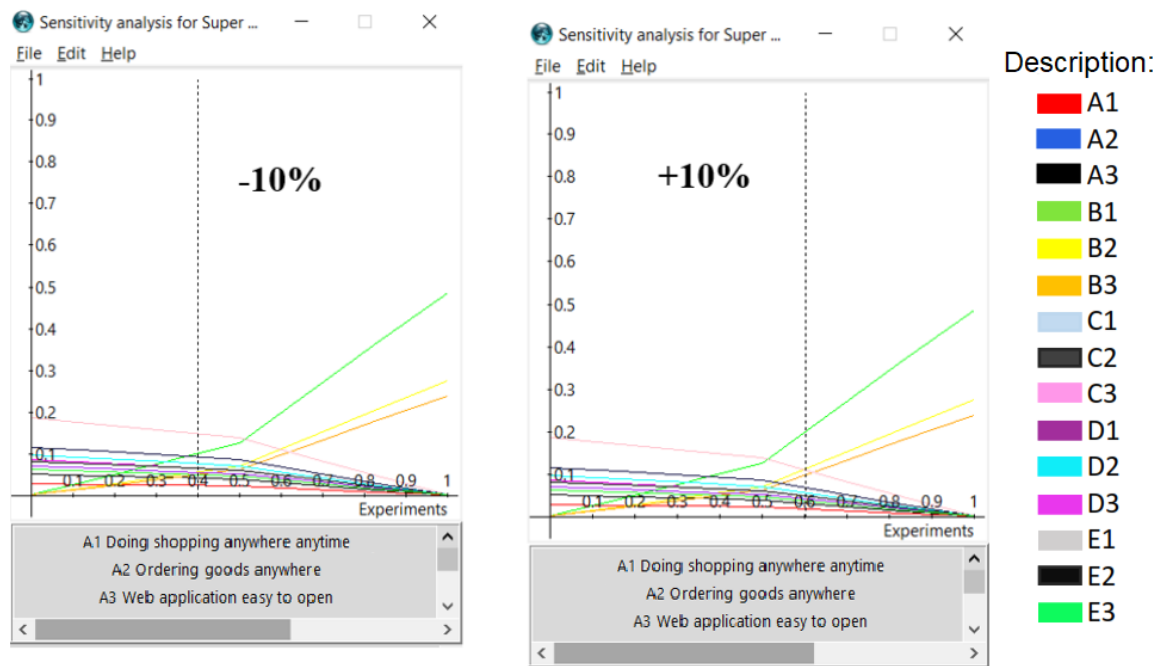 Sensitivity analysis for Super ...
File Edit Help
1
0.9
0.8
0.7
0.6
0.5
0.4
0.3
0.2
0.1
-10%
0.1 0.2 0.3 0.4 0.5 0.6 0.7 0.8 0.9 1
Experiments
A1 Doing shopping anywhere anytime
A2 Ordering goods anywhere
A3 Web application easy to open
Sensitivity analysis for Super ...
File Edit Help
1
0.9
0.8
0.7
0.6
0.5
0.4
0.3
0.2
0.1
+10%
0.1 0.2 0.3 0.4 0.5 0.6 0.7 0.8 0.9 1
Experiments
A1 Doing shopping anywhere anytime
A2 Ordering goods anywhere
A3 Web application easy to open
Description:
A1
A2
A3
B1
B2
B3
C1
C2
C3
D1
D2
D3
E1
E2
E3